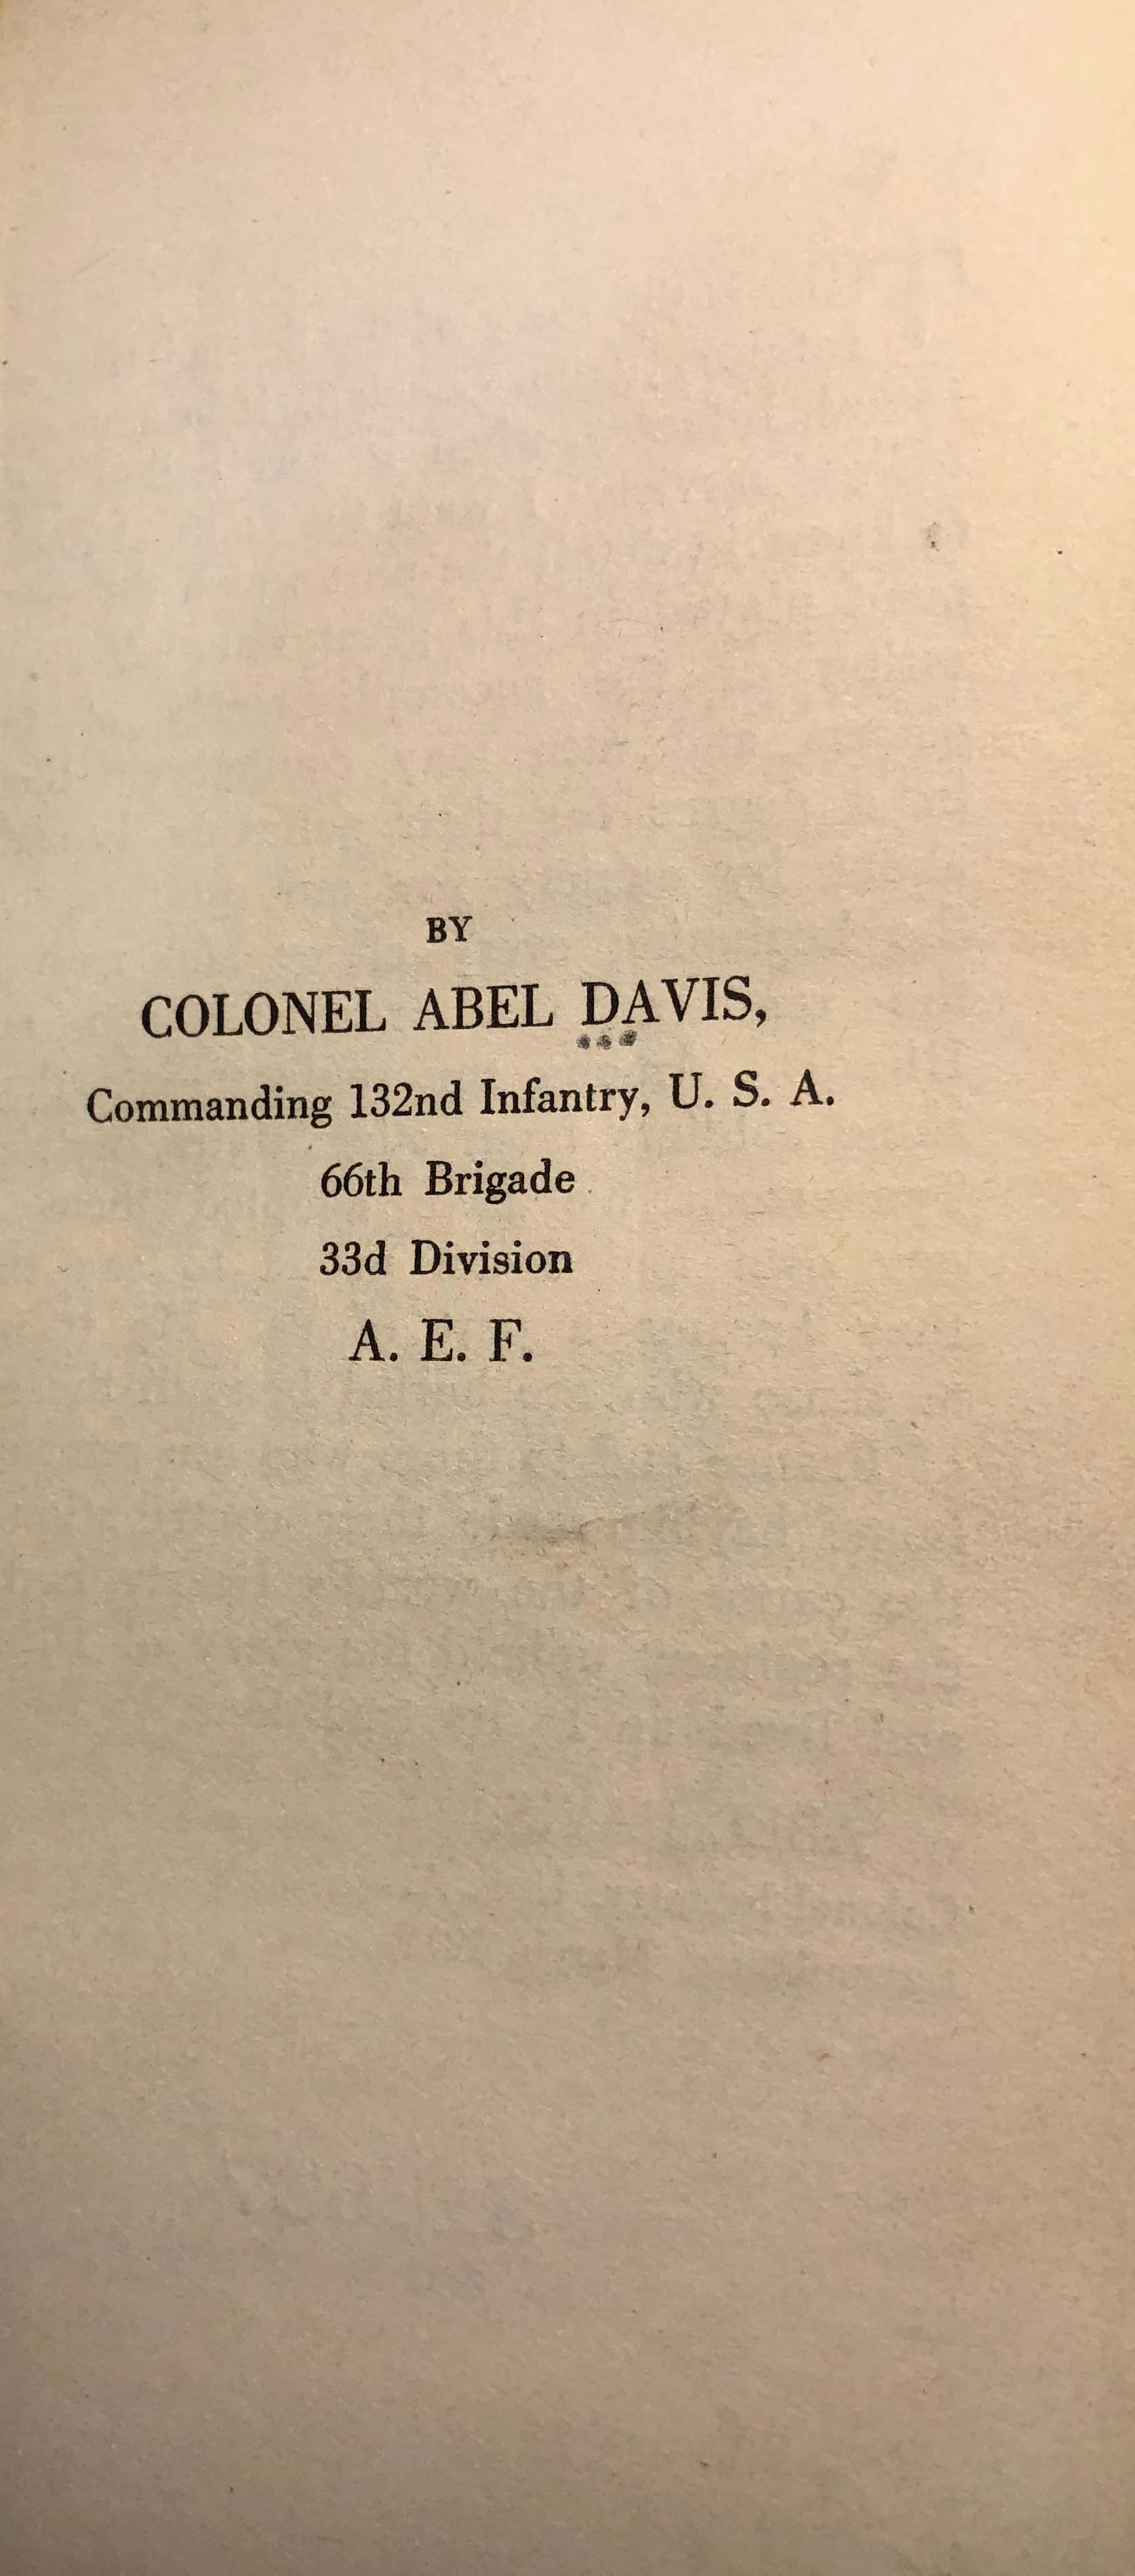 BY
COLONEL ABEL DAVIS,
Commanding 132nd Infantry, U. S. A.
66th Brigade
33d Division
A. E. F.